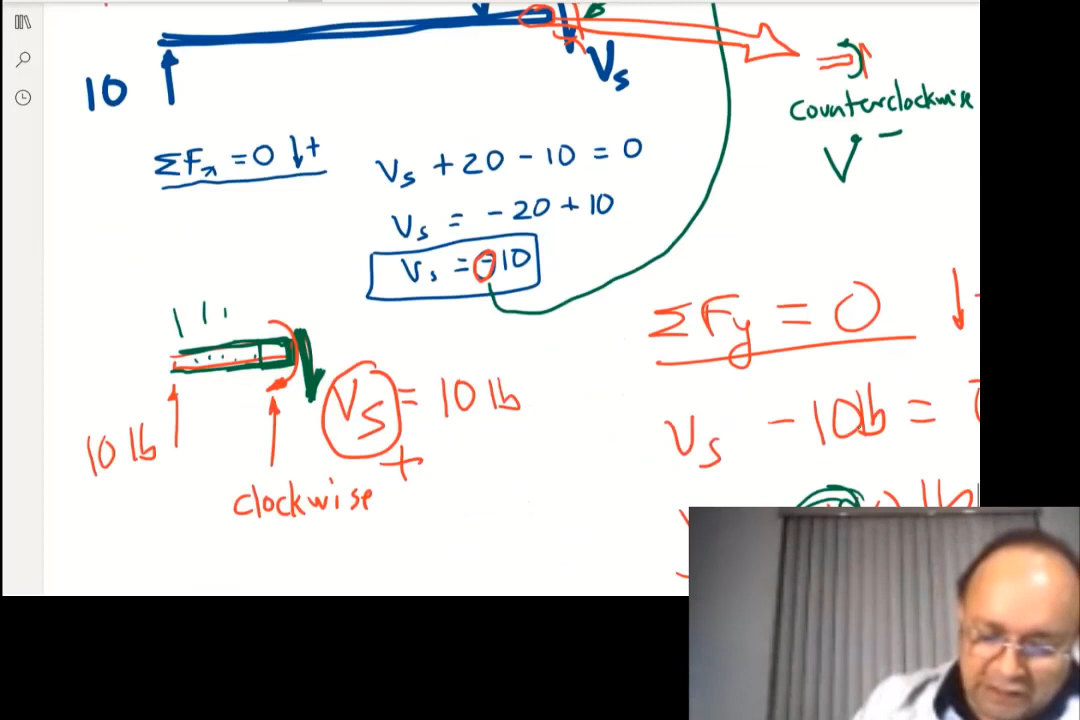 Vs
10
counterclockwise
V -
ΣFy = 0 ↓+
Vs + 20 - 10 = 0
Vs = - 20 + 10
Vs = -10
ΣFy = 0 ↓
10 lb
Vs = 10 lb
+
clockwise
Vs - 10lb =